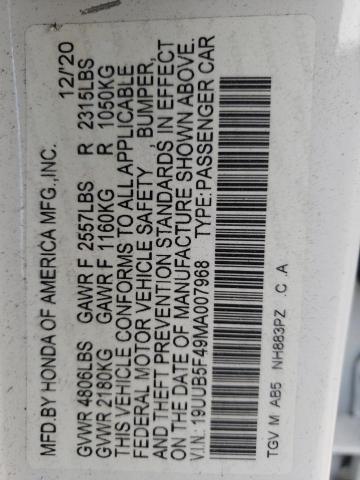 MFD.BY HONDA OF AMERICA MFG.,INC. 12/'20
GVWR 4806LBS GAWR F 2557LBS R 2315LBS
GVWR 2180KG GAWR F 1160KG R 1050KG
THIS VEHICLE CONFORMS TO ALL APPLICABLE
FEDERAL MOTOR VEHICLE SAFETY BUMPER,
AND THEFT PREVENTION STANDARDS, IN EFFECT
ON THE DATE OF MANUFACTURE SHOWN ABOVE.
V.I.N.: 19UUB5F49MA007968 TYPE: PASSENGER CAR
TGV M AB5 NH883PZ .C .A